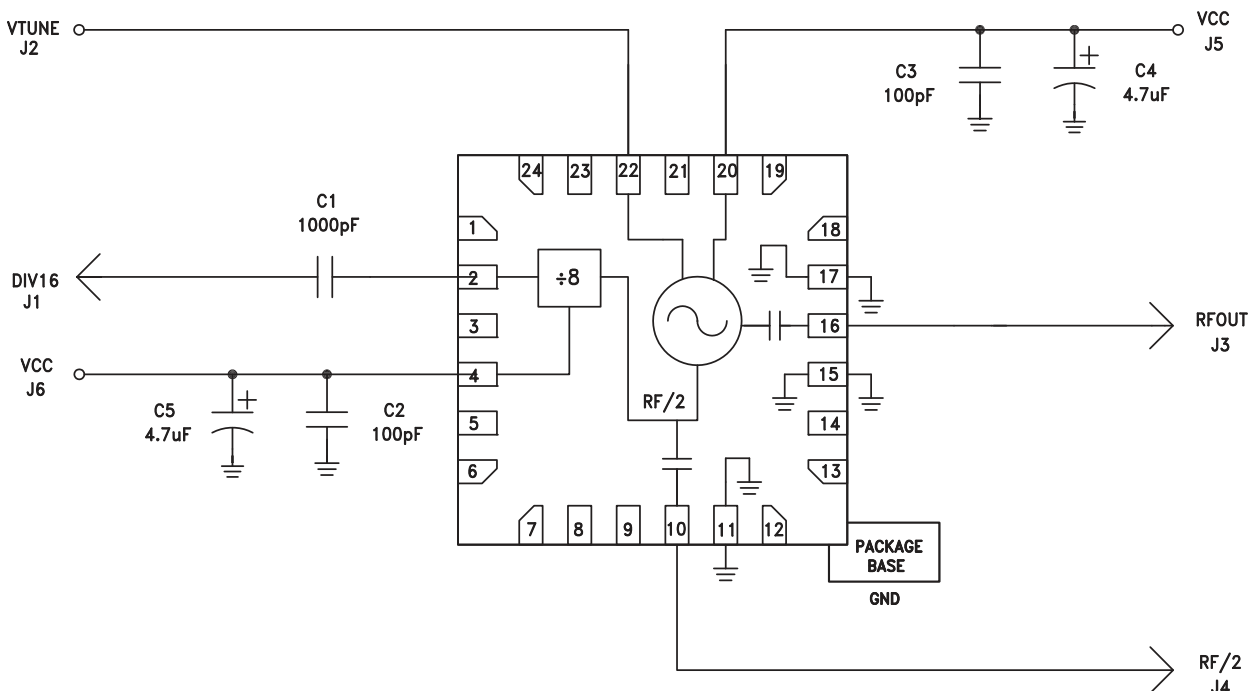 VTUNE
J2
VCC
J5
C3
100pF
C4
4.7uF
24
23
22
21
20
19
C1
1000pF
1
18
DIV16
J1
2
÷8
17
3
16
RFOUT
J3
VCC
J6
4
15
C5
4.7uF
C2
100pF
RF/2
5
14
6
13
7
8
9
10
11
12
PACKAGE
BASE
GND
RF/2
J4